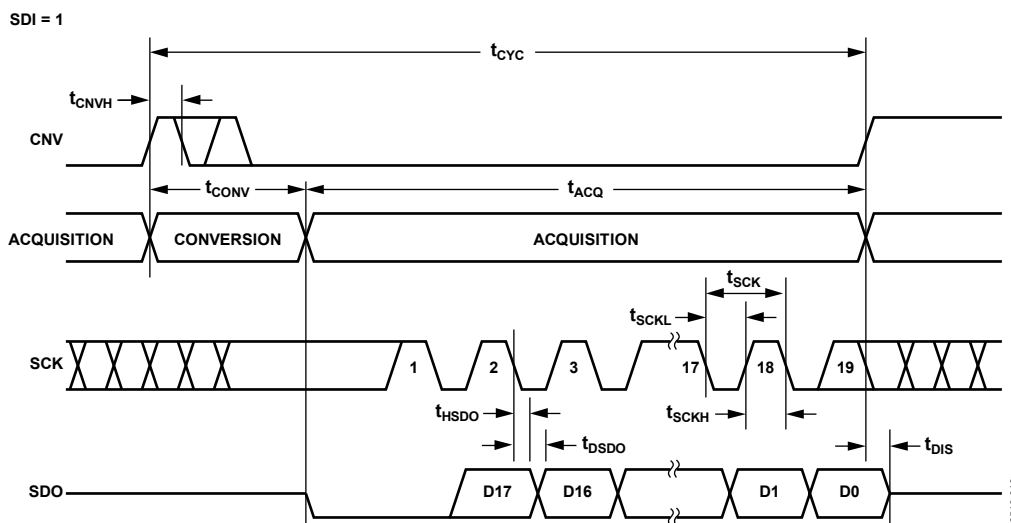 SDI = 1
tCYC
tCNVH
CNV
tCONV
tACQ
ACQUISITION
CONVERSION
ACQUISITION
tSCK
tSCKL
SCK
1
2
3
17
18
19
tHSDO
tSCKH
tDSDO
tDIS
SDO
D17
D16
D1
D0